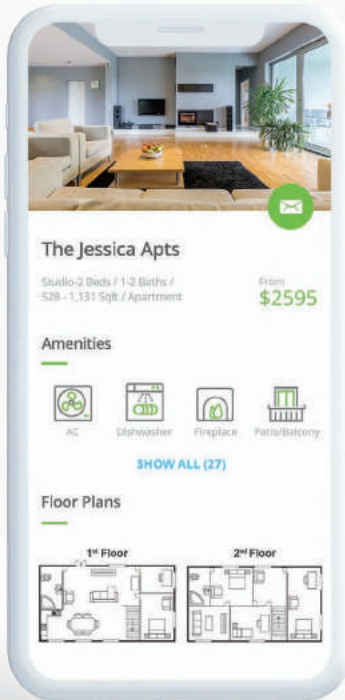 The Jessica Apts
Studio-2 Beds / 1-2 Baths /
528 - 1,131 Sqft / Apartment
From
$2595
Amenities
AC
Dishwasher
Fireplace
Patio/Balcony
SHOW ALL (27)
Floor Plans
1st Floor
2nd Floor